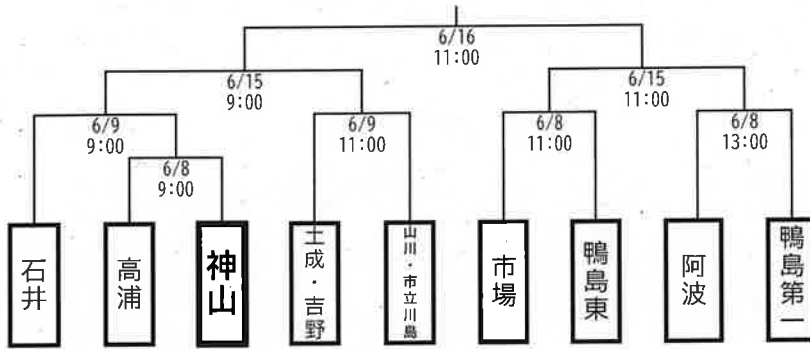 6/16
11:00
6/15
9:00
6/15
11:00
6/9
9:00
6/9
11:00
6/8
11:00
6/8
13:00
6/8
9:00
石井
高浦
神山
土成・吉野
山川・市立川島
市場
鴨島東
阿波
鴨島第一